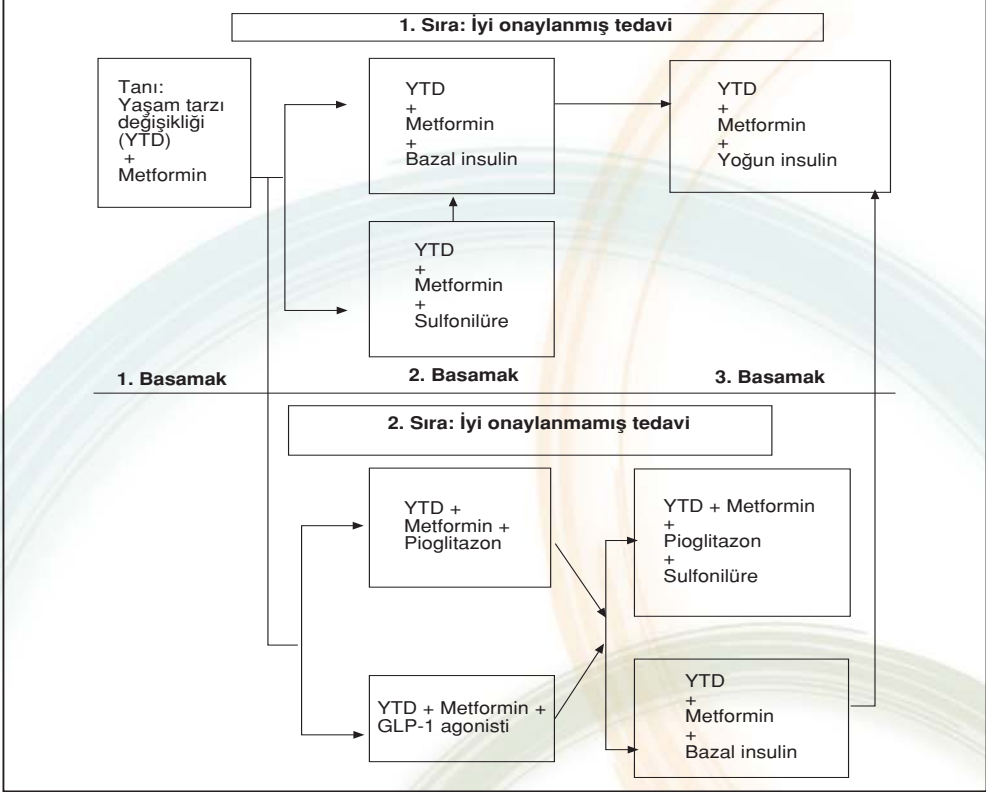 1. Sıra: İyi onaylanmış tedavi
Tanı:
Yaşam tarzı
değişikliği
(YTD)
+
Metformin
YTD
+
Metformin
+
Bazal insulin
YTD
+
Metformin
+
Yoğun insulin
YTD
+
Metformin
+
Sulfonilüre
1. Basamak
2. Basamak
3. Basamak
2. Sıra: İyi onaylanmamış tedavi
YTD +
Metformin +
Pioglitazon
YTD + Metformin
+
Pioglitazon
+
Sulfonilüre
YTD + Metformin +
GLP-1 agonisti
YTD
+
Metformin
+
Bazal insulin